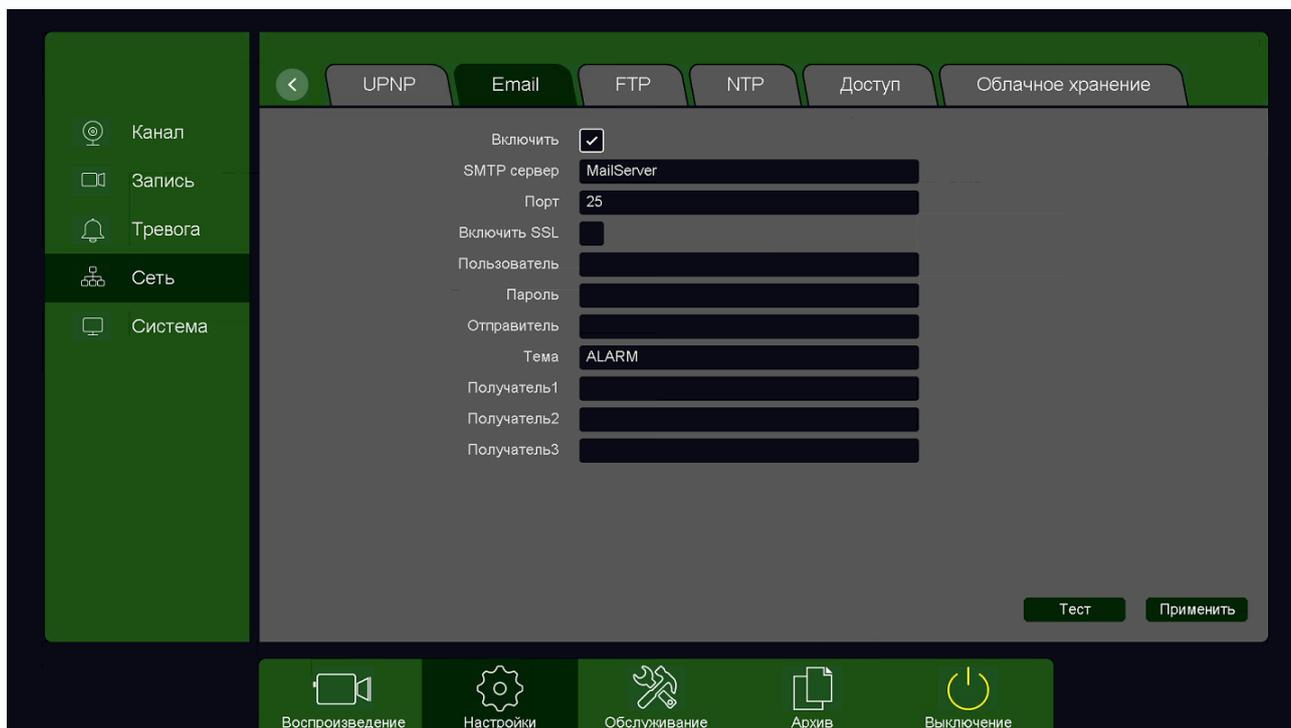 UPNP Email FTP NTP Доступ Облачное хранение
Канал
Запись
Тревога
Сеть
Система
Включить
SMTP сервер MailServer
Порт 25
Включить SSL
Пользователь
Пароль
Отправитель
Тема ALARM
Получатель1
Получатель2
Получатель3
Тест Применить
Воспроизведение Настройки Обслуживание Архив Выключение